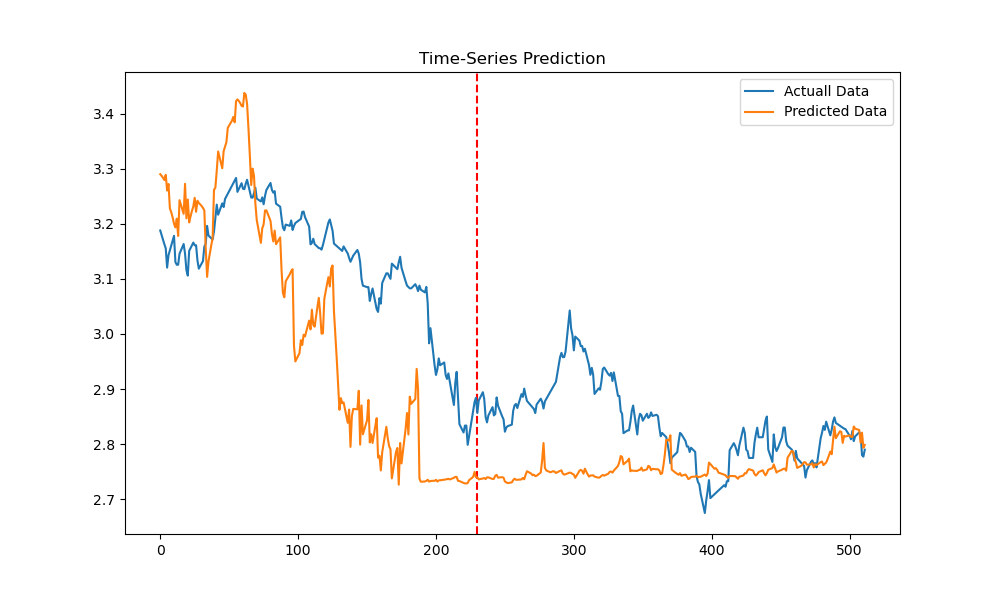 Time-Series Prediction
Actuall Data
Predicted Data
3.4
3.3
3.2
3.1
3.0
2.9
2.8
2.7
0 100 200 300 400 500